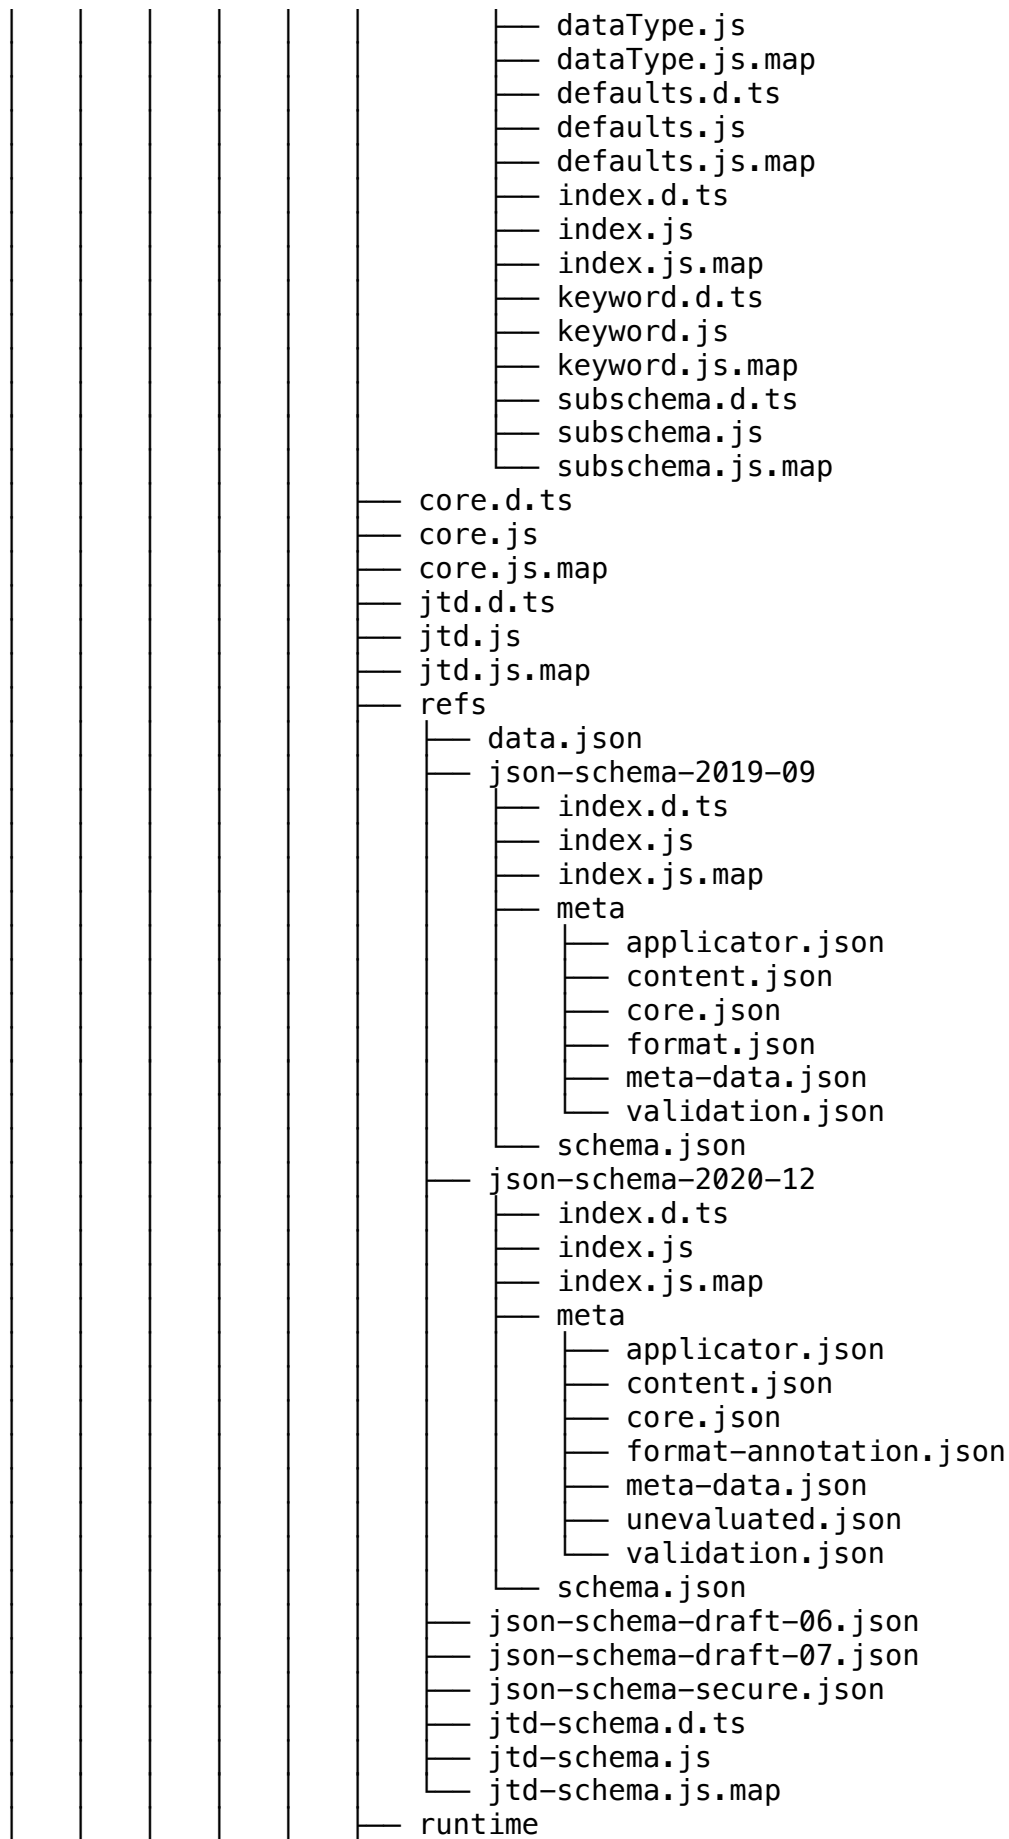 │   │   │   │   │   │       ├── dataType.js
│   │   │   │   │   │       ├── dataType.js.map
│   │   │   │   │   │       ├── defaults.d.ts
│   │   │   │   │   │       ├── defaults.js
│   │   │   │   │   │       ├── defaults.js.map
│   │   │   │   │   │       ├── index.d.ts
│   │   │   │   │   │       ├── index.js
│   │   │   │   │   │       ├── index.js.map
│   │   │   │   │   │       ├── keyword.d.ts
│   │   │   │   │   │       ├── keyword.js
│   │   │   │   │   │       ├── keyword.js.map
│   │   │   │   │   │       ├── subschema.d.ts
│   │   │   │   │   │       ├── subschema.js
│   │   │   │   │   │       └── subschema.js.map
│   │   │   │   │   ├── core.d.ts
│   │   │   │   │   ├── core.js
│   │   │   │   │   ├── core.js.map
│   │   │   │   │   ├── jtd.d.ts
│   │   │   │   │   ├── jtd.js
│   │   │   │   │   ├── jtd.js.map
│   │   │   │   │   ├── refs
│   │   │   │   │   │   ├── data.json
│   │   │   │   │   │   ├── json-schema-2019-09
│   │   │   │   │   │   │   ├── index.d.ts
│   │   │   │   │   │   │   ├── index.js
│   │   │   │   │   │   │   ├── index.js.map
│   │   │   │   │   │   │   ├── meta
│   │   │   │   │   │   │   │   ├── applicator.json
│   │   │   │   │   │   │   │   ├── content.json
│   │   │   │   │   │   │   │   ├── core.json
│   │   │   │   │   │   │   │   ├── format.json
│   │   │   │   │   │   │   │   ├── meta-data.json
│   │   │   │   │   │   │   │   └── validation.json
│   │   │   │   │   │   │   └── schema.json
│   │   │   │   │   │   ├── json-schema-2020-12
│   │   │   │   │   │   │   ├── index.d.ts
│   │   │   │   │   │   │   ├── index.js
│   │   │   │   │   │   │   ├── index.js.map
│   │   │   │   │   │   │   ├── meta
│   │   │   │   │   │   │   │   ├── applicator.json
│   │   │   │   │   │   │   │   ├── content.json
│   │   │   │   │   │   │   │   ├── core.json
│   │   │   │   │   │   │   │   ├── format-annotation.json
│   │   │   │   │   │   │   │   ├── meta-data.json
│   │   │   │   │   │   │   │   ├── unevaluated.json
│   │   │   │   │   │   │   │   └── validation.json
│   │   │   │   │   │   │   └── schema.json
│   │   │   │   │   │   ├── json-schema-draft-06.json
│   │   │   │   │   │   ├── json-schema-draft-07.json
│   │   │   │   │   │   ├── json-schema-secure.json
│   │   │   │   │   │   ├── jtd-schema.d.ts
│   │   │   │   │   │   ├── jtd-schema.js
│   │   │   │   │   │   └── jtd-schema.js.map
│   │   │   │   │   ├── runtime